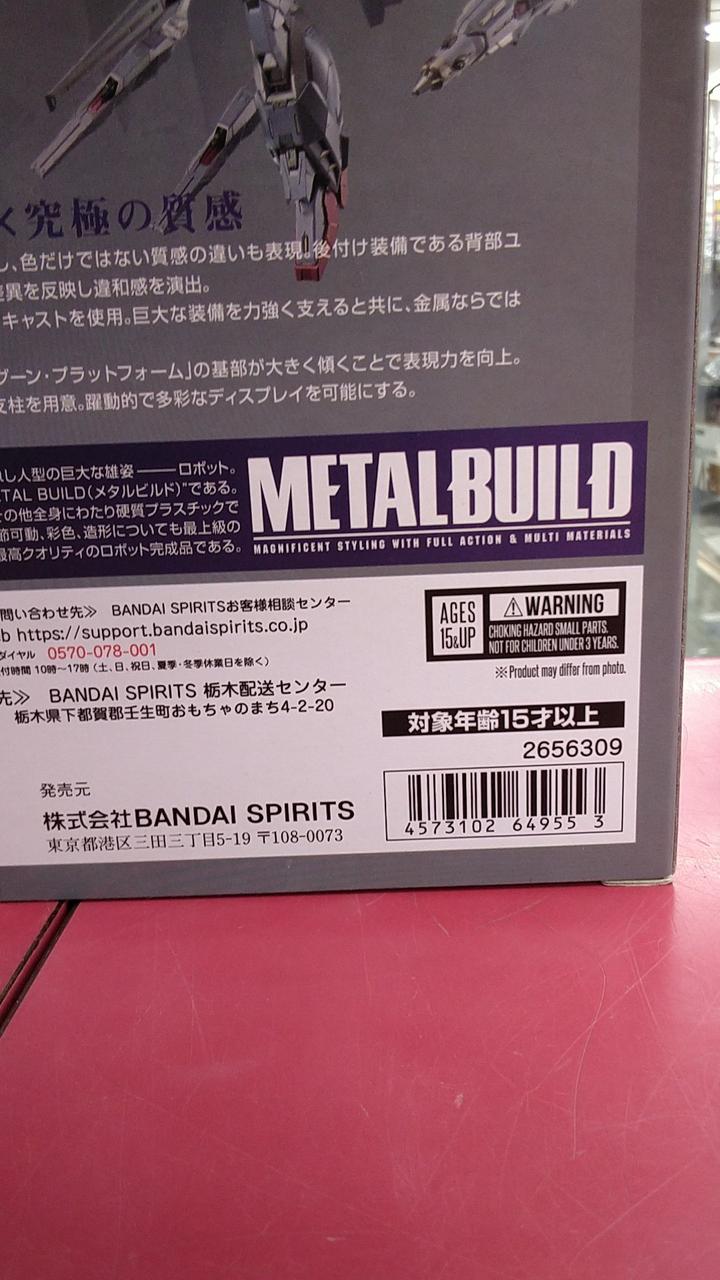 く究極の質感
し、色だけではない質感の違いも表現。後付け装備である背部ユ
差異を反映し違和感を演出。
キャストを使用。巨大な装備を力強く支えると共に、金属ならでは
グーン・プラットフォーム」の基部が大きく傾くことで表現力を向上。
支柱を用意。躍動的で多彩なディスプレイを可能にする。
し人型の巨大な雄姿――ロボット。
ETAL BUILD（メタルビルド）"である。
の他全身にわたり硬質プラスチックで
節可動、彩色、造形についても最上級の
最高クオリティのロボット完成品である。
METAL BUILD
MAGNIFICENT STYLING WITH FULL ACTION & MULTI MATERIALS
問い合わせ先≫ BANDAI SPIRITSお客様相談センター
b https://support.bandaispirits.co.jp
ダイヤル 0570-078-001
付時間 10時～17時（土、日、祝日、夏季・冬季休業日を除く）
先≫ BANDAI SPIRITS 栃木配送センター
栃木県下都賀郡壬生町おもちゃのまち4-2-20
AGES
15&UP
⚠WARNING
CHOKING HAZARD SMALL PARTS.
NOT FOR CHILDREN UNDER 3 YEARS.
※Product may differ from photo.
対象年齢15才以上
2656309
発売元
株式会社BANDAI SPIRITS
東京都港区三田三丁目5-19 〒108-0073
4573102 64955 3